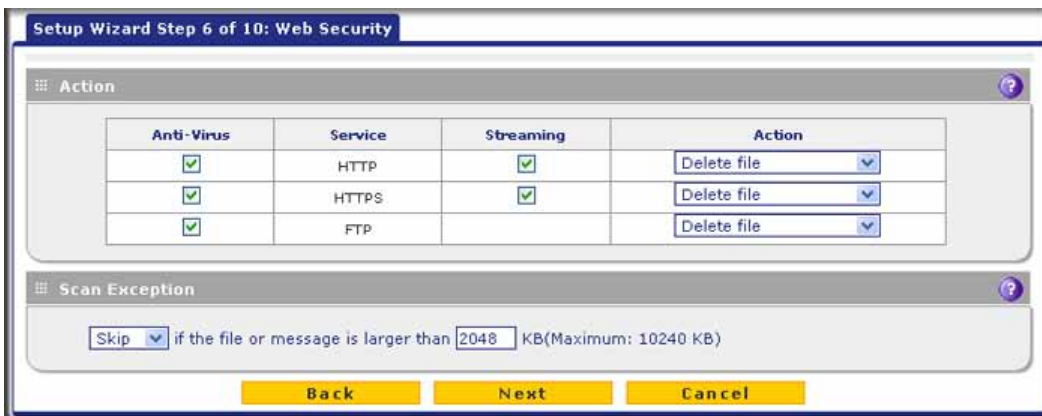 Setup Wizard Step 6 of 10: Web Security
Action
?
Anti-Virus Service Streaming Action
HTTP Delete file
HTTPS Delete file
FTP Delete file
Scan Exception
?
Skip if the file or message is larger than 2048 KB(Maximum: 10240 KB)
Back Next Cancel